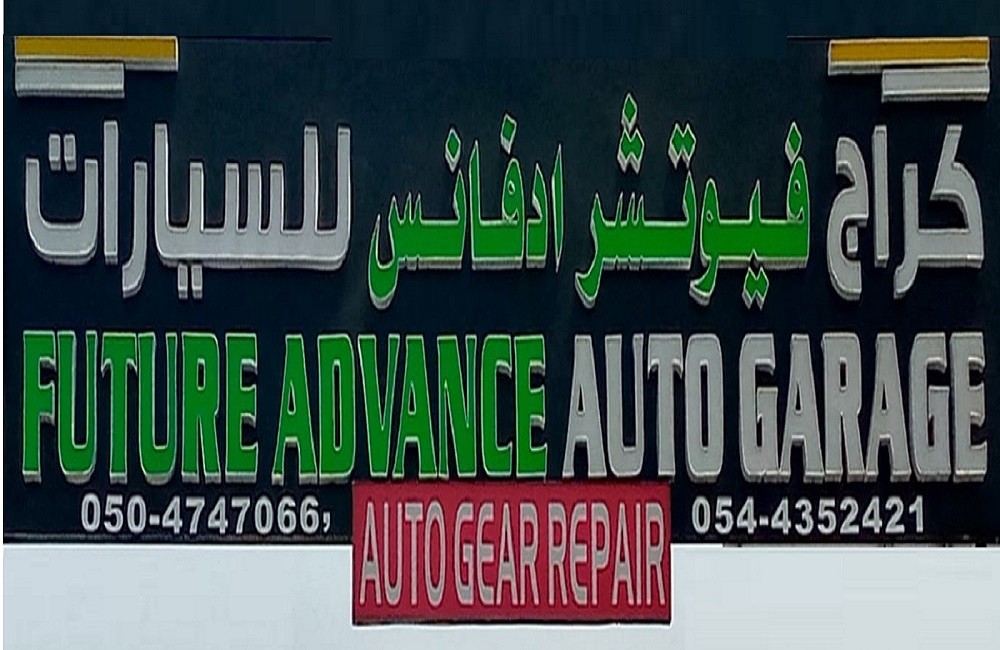 كراج فيوتشر ادفانس للسيارات
FUTURE ADVANCE AUTO GARAGE
050-4747066, 054-4352421
AUTO GEAR REPAIR